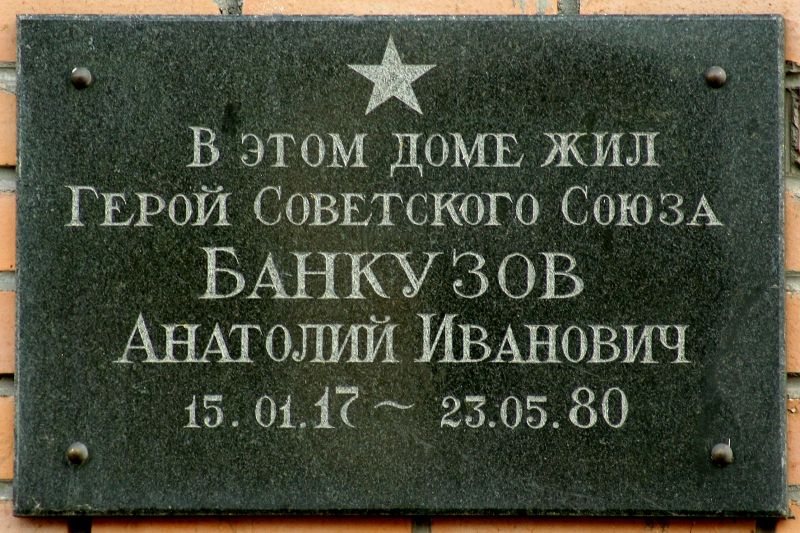 В ЭТОМ ДОМЕ ЖИЛ
ГЕРОЙ СОВЕТСКОГО СОЮЗА
БАНКУЗОВ
АНАТОЛИЙ ИВАНОВИЧ
15.01.17 ~ 23.05.80